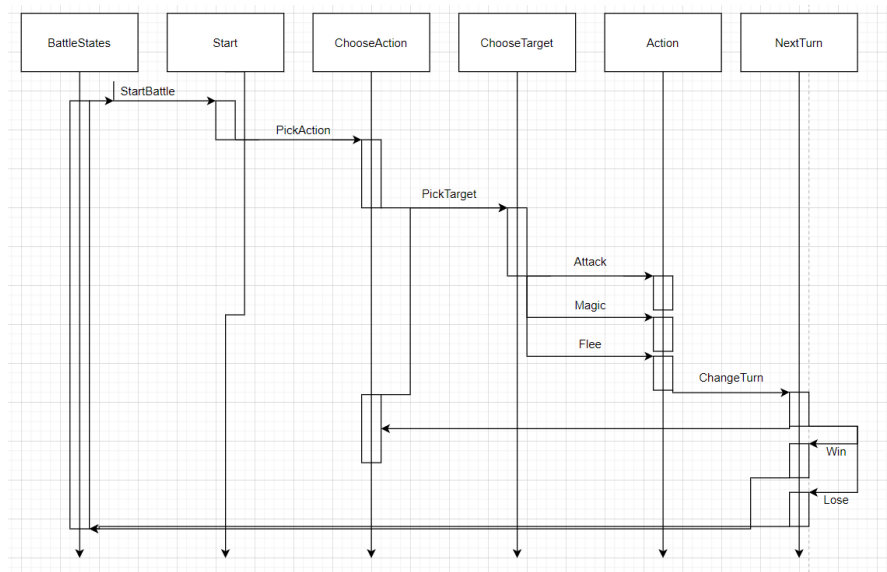 BattleStates
Start
ChooseAction
ChooseTarget
Action
NextTurn
StartBattle
PickAction
PickTarget
Attack
Magic
Flee
ChangeTurn
Win
Lose